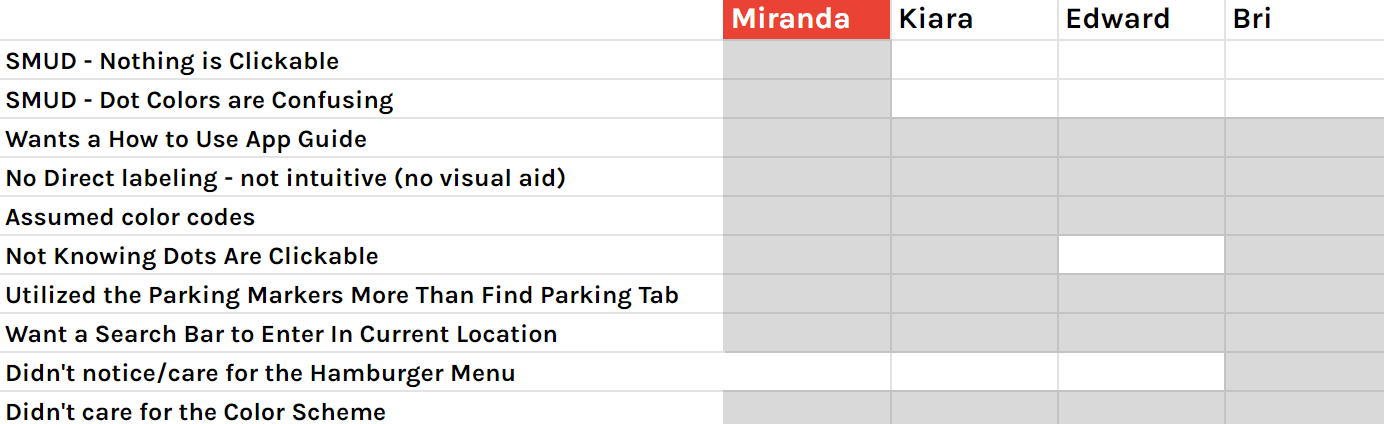 Miranda Kiara Edward Bri
SMUD - Nothing is Clickable
SMUD - Dot Colors are Confusing
Wants a How to Use App Guide
No Direct labeling - not intuitive (no visual aid)
Assumed color codes
Not Knowing Dots Are Clickable
Utilized the Parking Markers More Than Find Parking Tab
Want a Search Bar to Enter In Current Location
Didn't notice/care for the Hamburger Menu
Didn't care for the Color Scheme